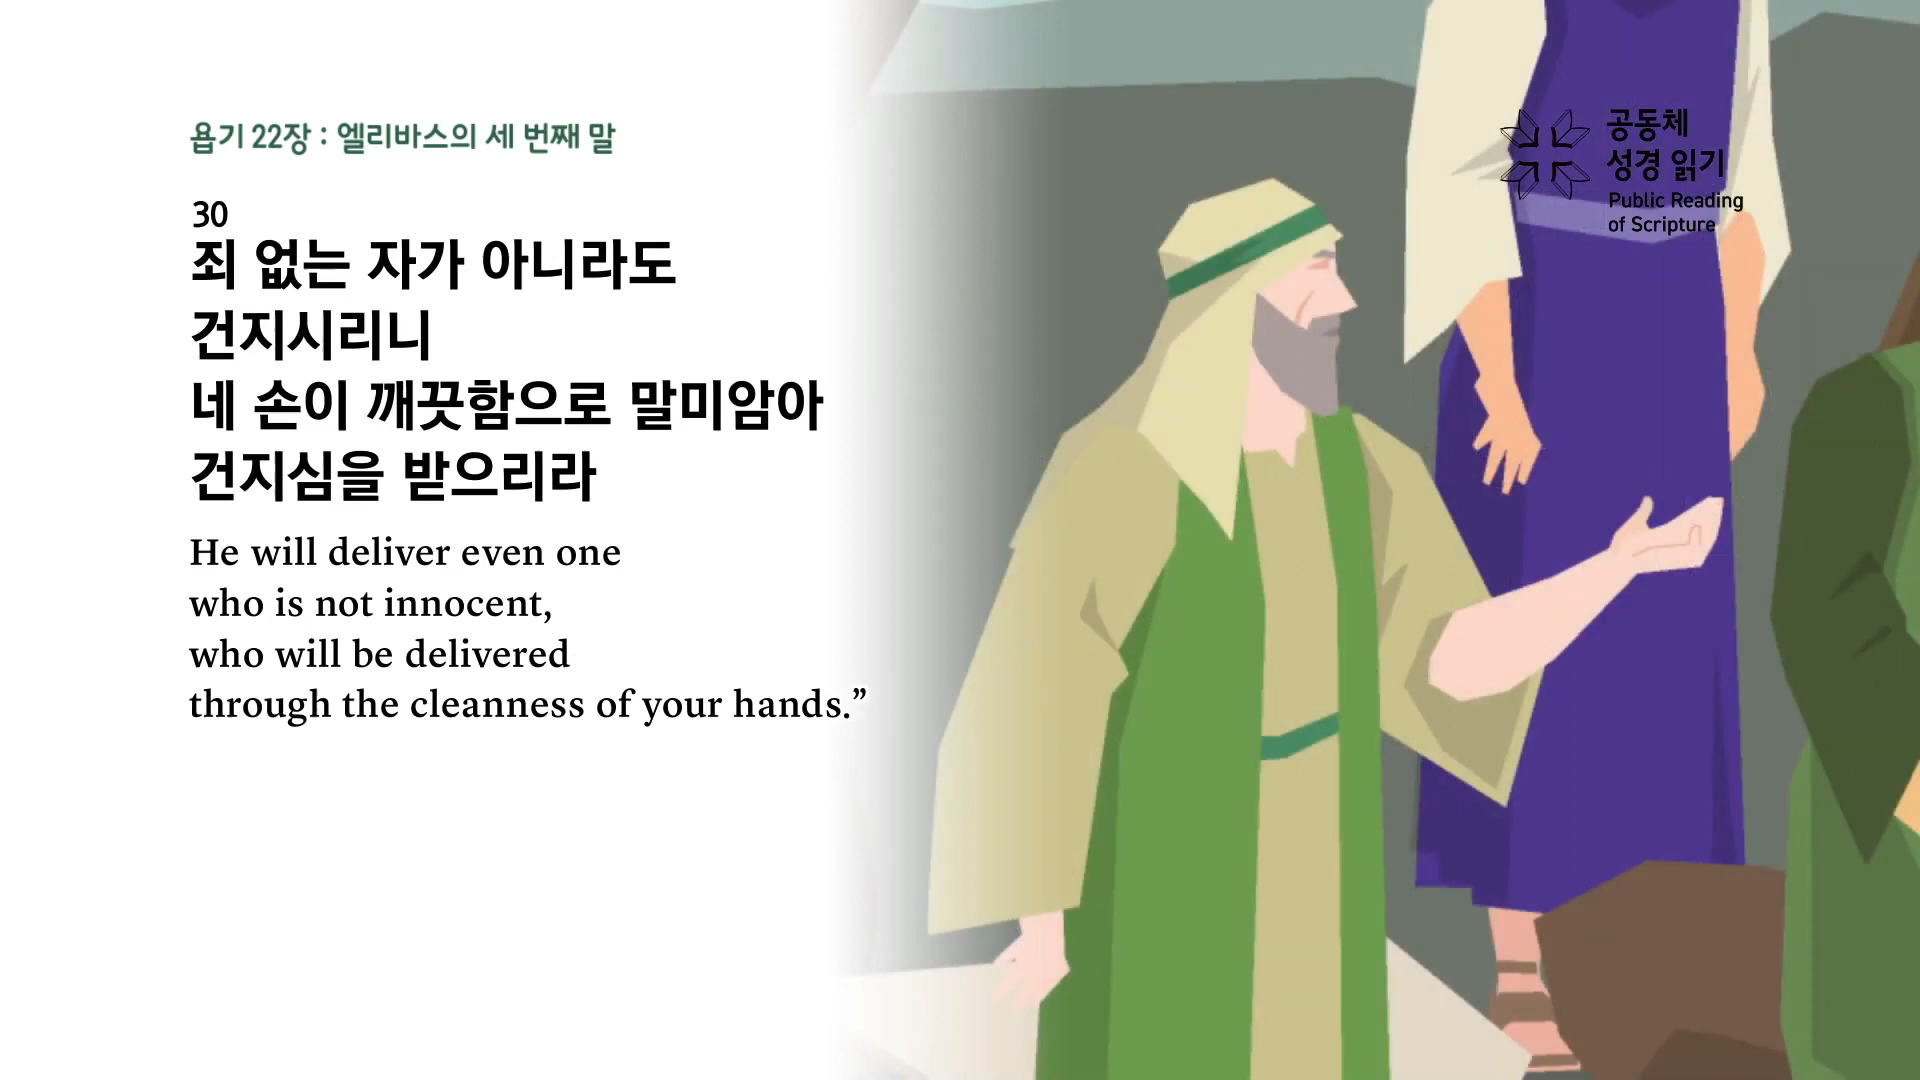 욥기 22장 : 엘리바스의 세 번째 말
30
죄 없는 자가 아니라도
건지시리니
네 손이 깨끗함으로 말미암아
건지심을 받으리라
He will deliver even one
who is not innocent,
who will be delivered
through the cleanness of your hands.”
공동체
성경 읽기
Public Reading
of Scripture